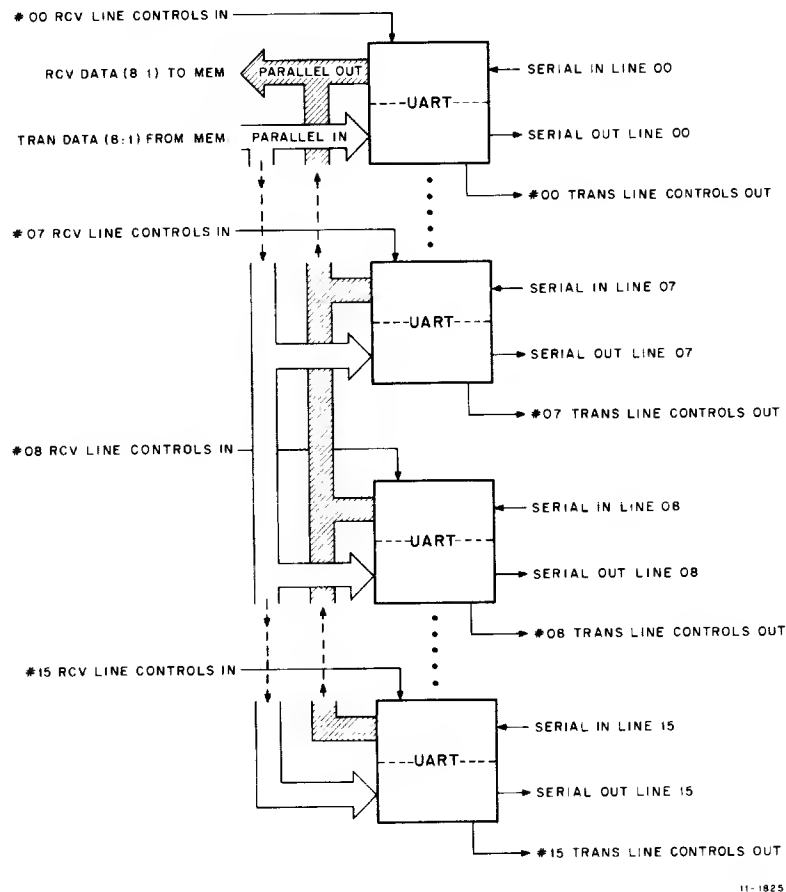 #00 RCV LINE CONTROLS IN
RCV DATA (8 1) TO MEM
PARALLEL OUT
SERIAL IN LINE 00
UART
TRAN DATA (8:1) FROM MEM
PARALLEL IN
SERIAL OUT LINE 00
#00 TRANS LINE CONTROLS OUT
#07 RCV LINE CONTROLS IN
SERIAL IN LINE 07
UART
SERIAL OUT LINE 07
#07 TRANS LINE CONTROLS OUT
#08 RCV LINE CONTROLS IN
SERIAL IN LINE 08
UART
SERIAL OUT LINE 08
#08 TRANS LINE CONTROLS OUT
#15 RCV LINE CONTROLS IN
SERIAL IN LINE 15
UART
SERIAL OUT LINE 15
#15 TRANS LINE CONTROLS OUT
11-1825